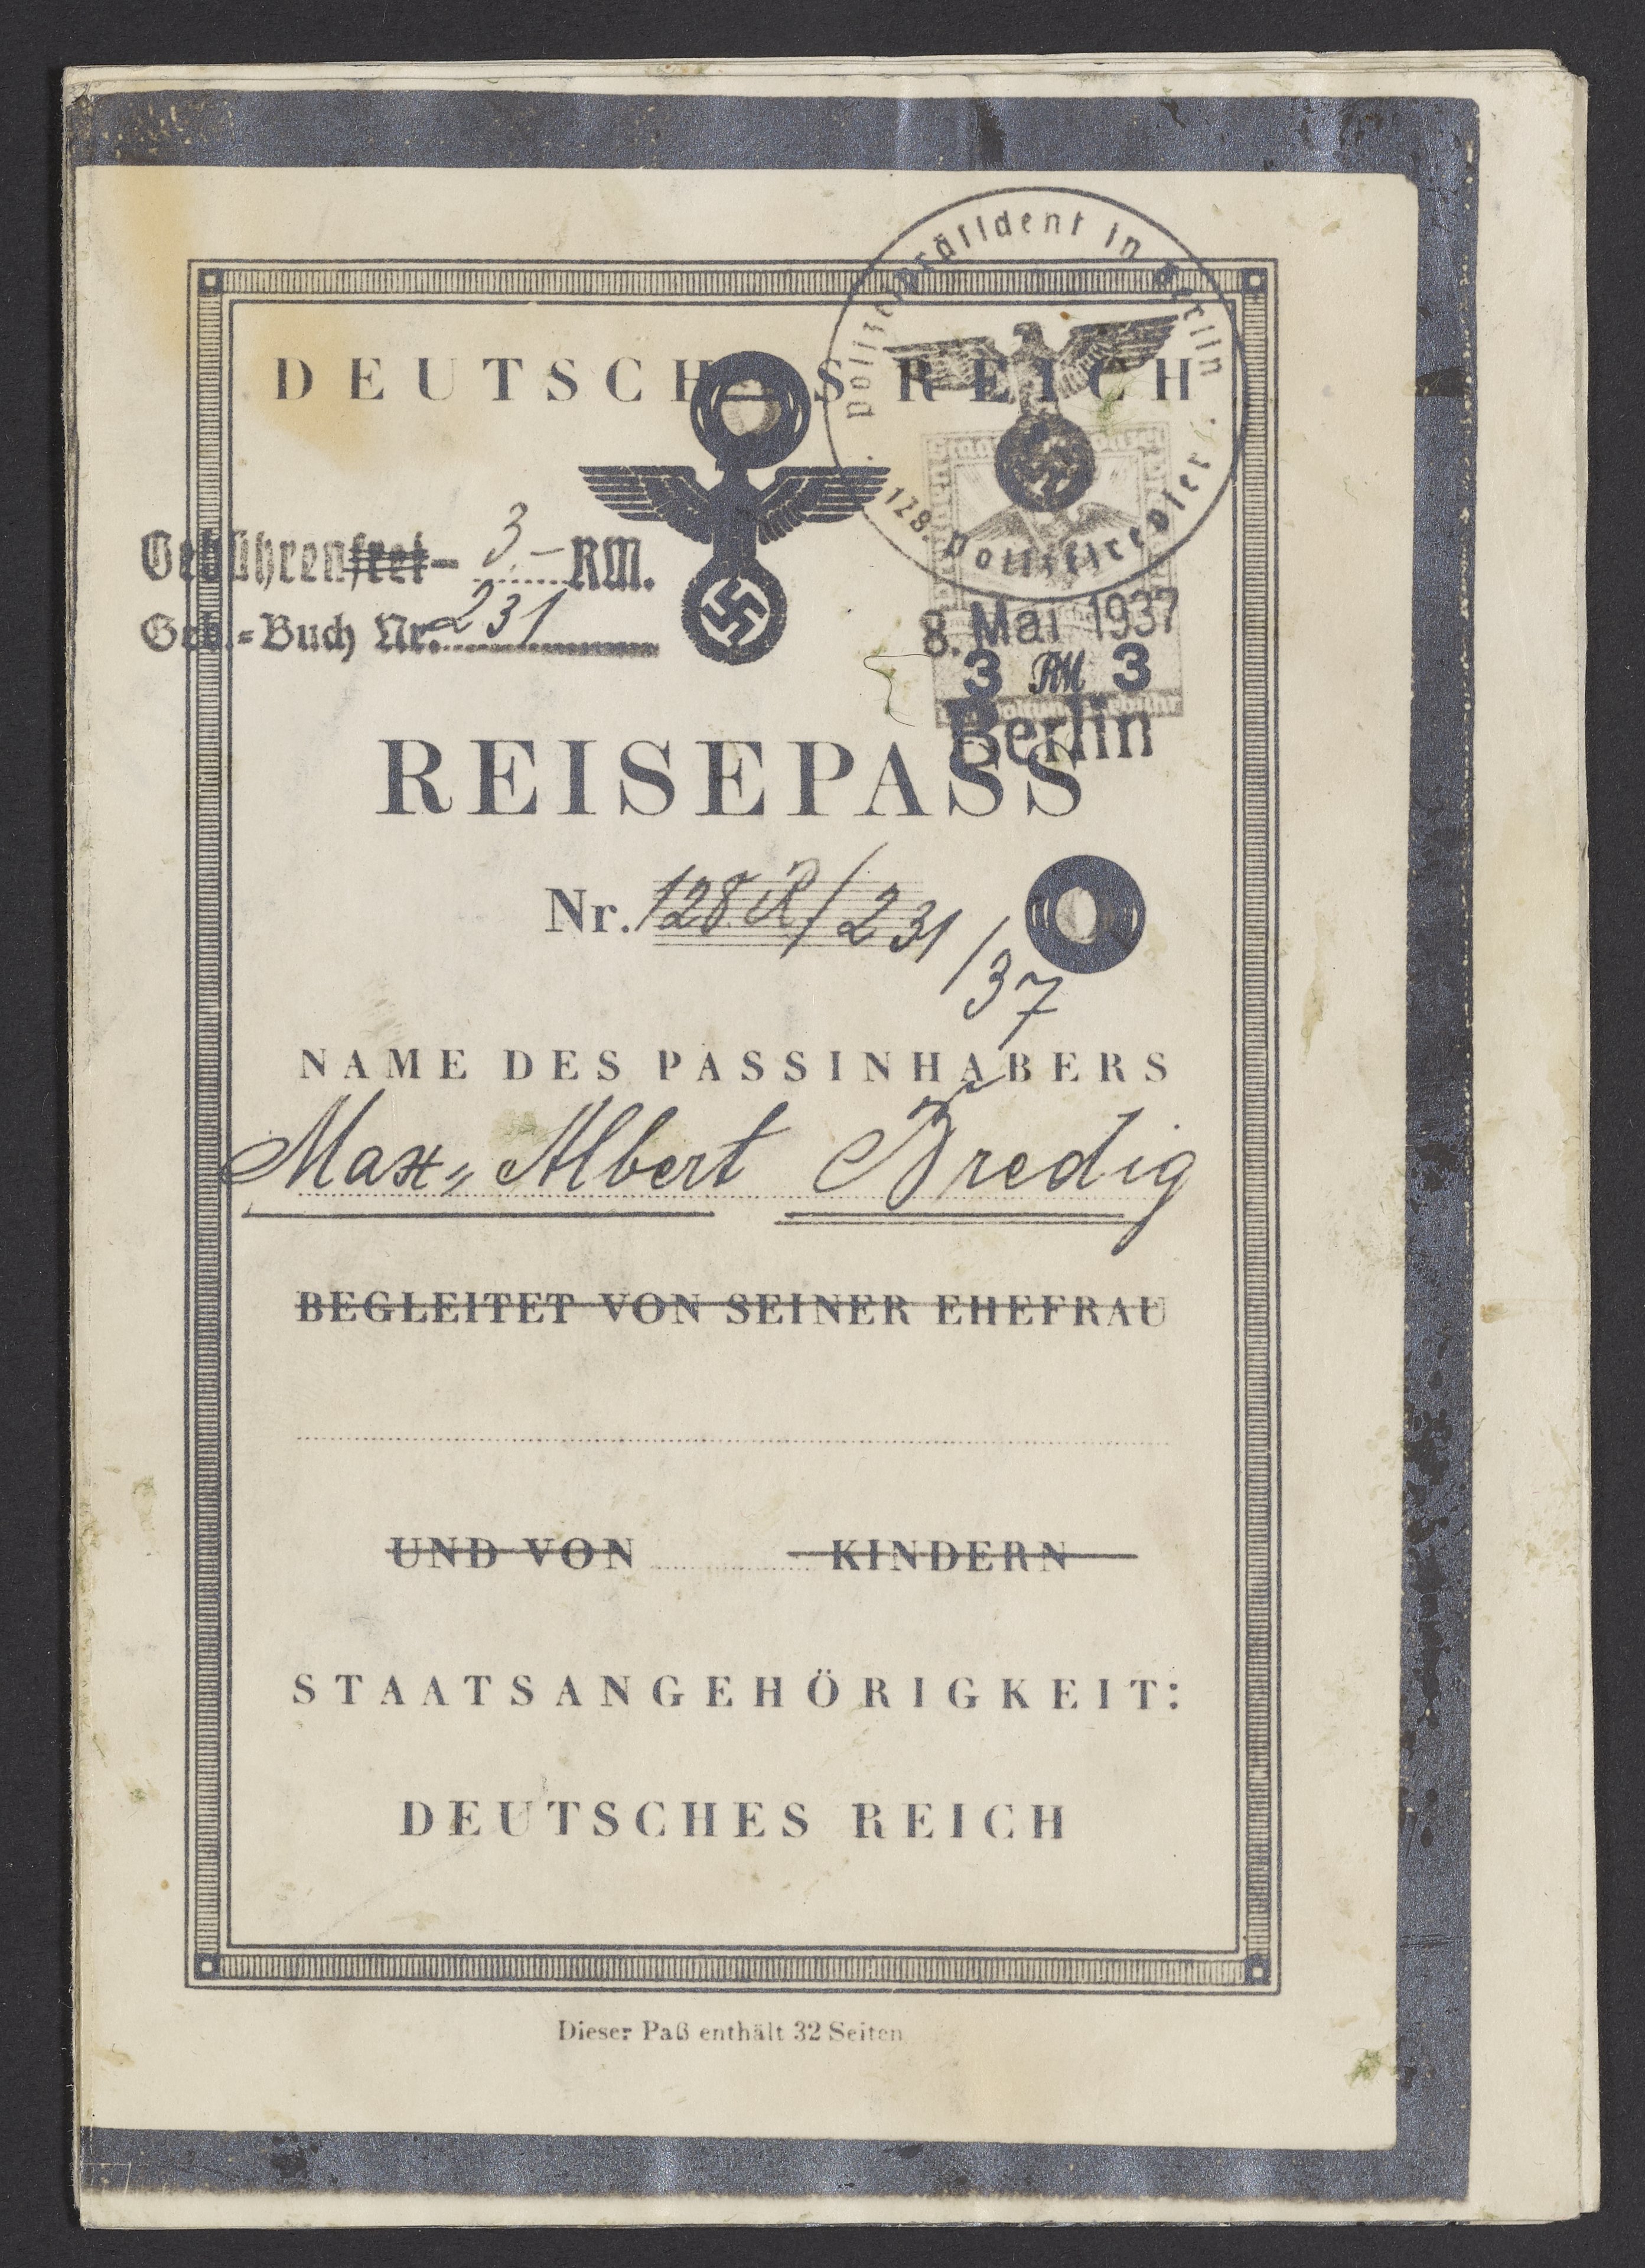 Polizeipräsident in Berlin
DEUTSCHES REICH
128. Polizeirevier
Gebührenfrei- 3,- RM.
Geb.=Buch Nr. 231
8. Mai 1937
3 RM 3
Berlin
REISEPASS
Nr. 128 R/231/37
NAME DES PASSINHABERS
Max, Albert Bredig
BEGLEITET VON SEINER EHEFRAU
UND VON KINDERN
STAATSANGEHÖRIGKEIT:
DEUTSCHES REICH
Dieser Paß enthält 32 Seiten